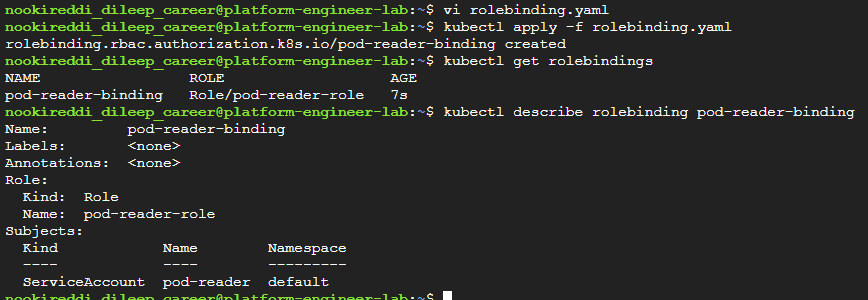 nookireddi_dileep_career@platform-engineer-lab:~$ vi rolebinding.yaml
nookireddi_dileep_career@platform-engineer-lab:~$ kubectl apply -f rolebinding.yaml
rolebinding.rbac.authorization.k8s.io/pod-reader-binding created
nookireddi_dileep_career@platform-engineer-lab:~$ kubectl get rolebindings
NAME                 ROLE                   AGE
pod-reader-binding   Role/pod-reader-role   7s
nookireddi_dileep_career@platform-engineer-lab:~$ kubectl describe rolebinding pod-reader-binding
Name:         pod-reader-binding
Labels:       <none>
Annotations:  <none>
Role:
  Kind:  Role
  Name:  pod-reader-role
Subjects:
  Kind            Name        Namespace
  ----            ----        ---------
  ServiceAccount  pod-reader  default
nookireddi_dileep_career@platform-engineer-lab:~$